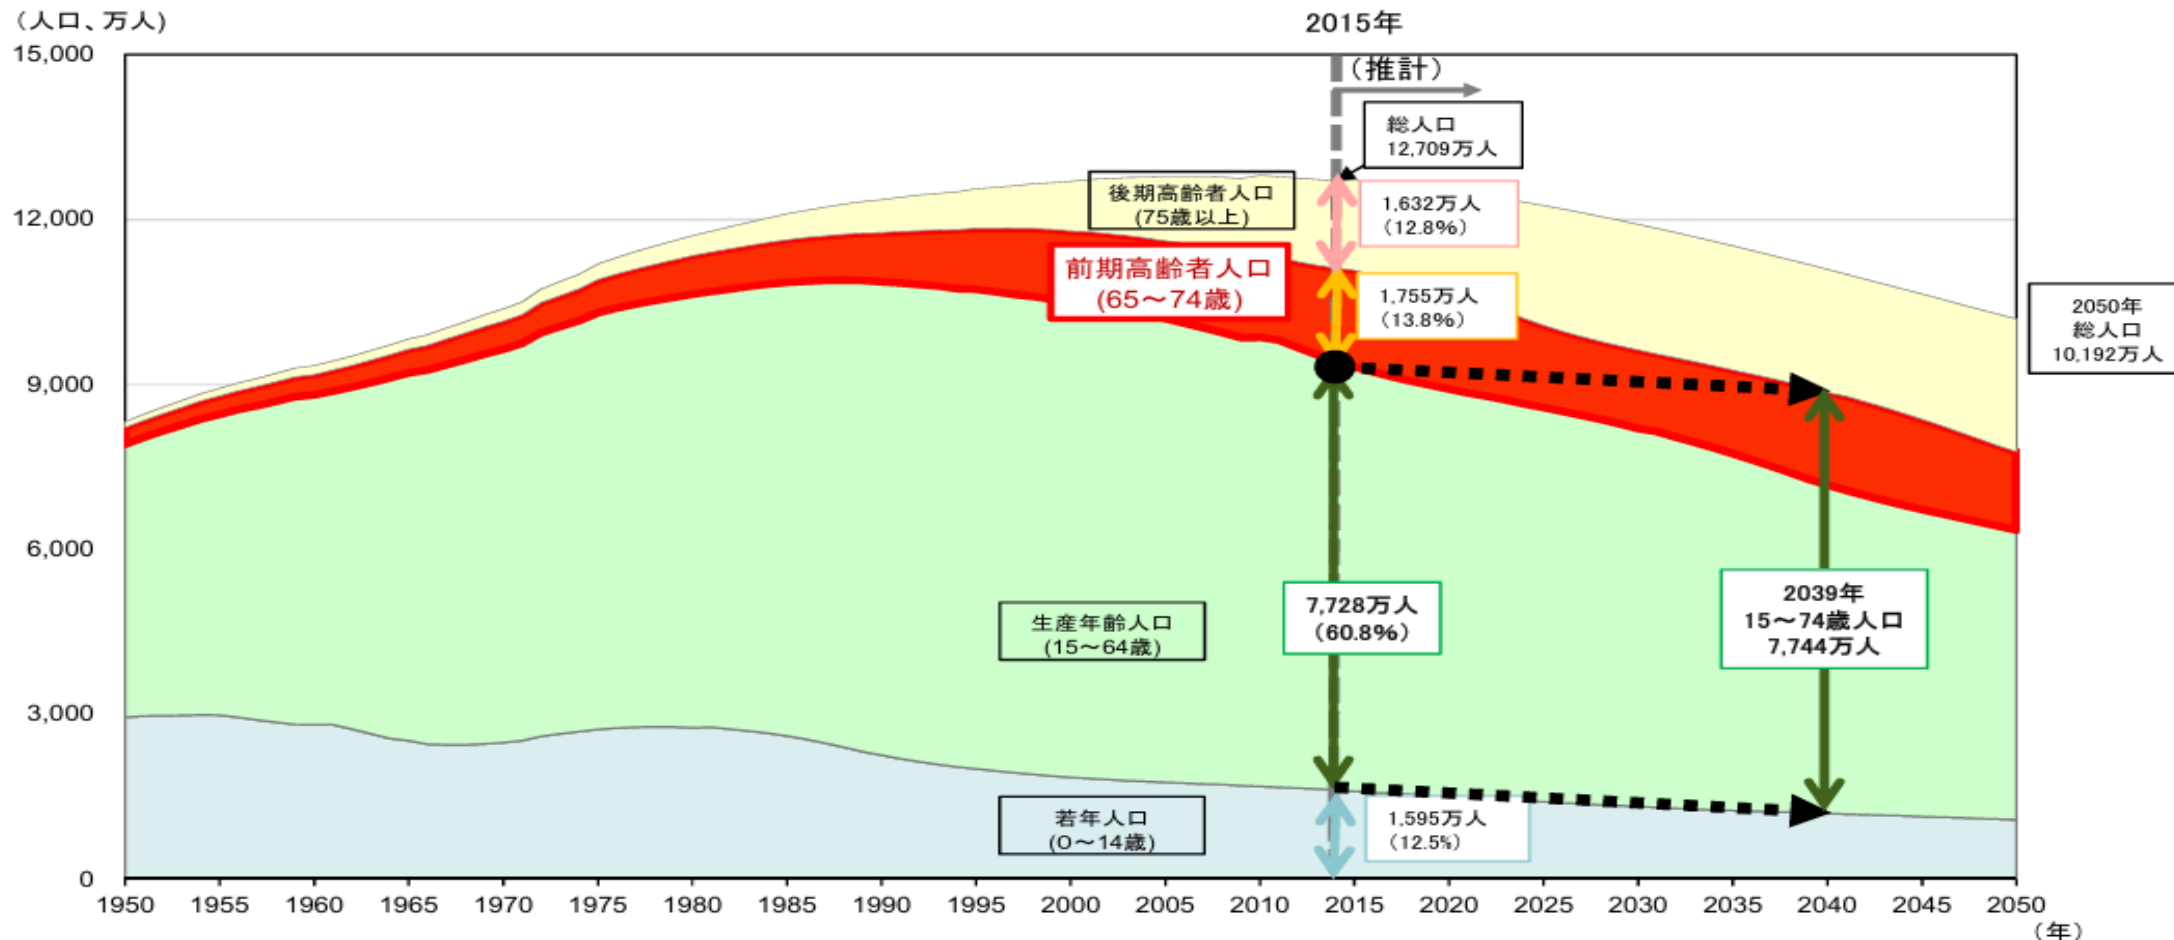 （人口、万人）
2015年
15,000
（推計）
総人口
12,709万人
後期高齢者人口
(75歳以上)
1,632万人
（12.8%）
12,000
前期高齢者人口
(65～74歳)
1,755万人
（13.8%）
2050年
総人口
10,192万人
9,000
6,000
7,728万人
（60.8%）
2039年
15～74歳人口
7,744万人
生産年齢人口
(15～64歳)
3,000
若年人口
(0～14歳)
1,595万人
（12.5%）
0
1950 1955 1960 1965 1970 1975 1980 1985 1990 1995 2000 2005 2010 2015 2020 2025 2030 2035 2040 2045 2050
（年）